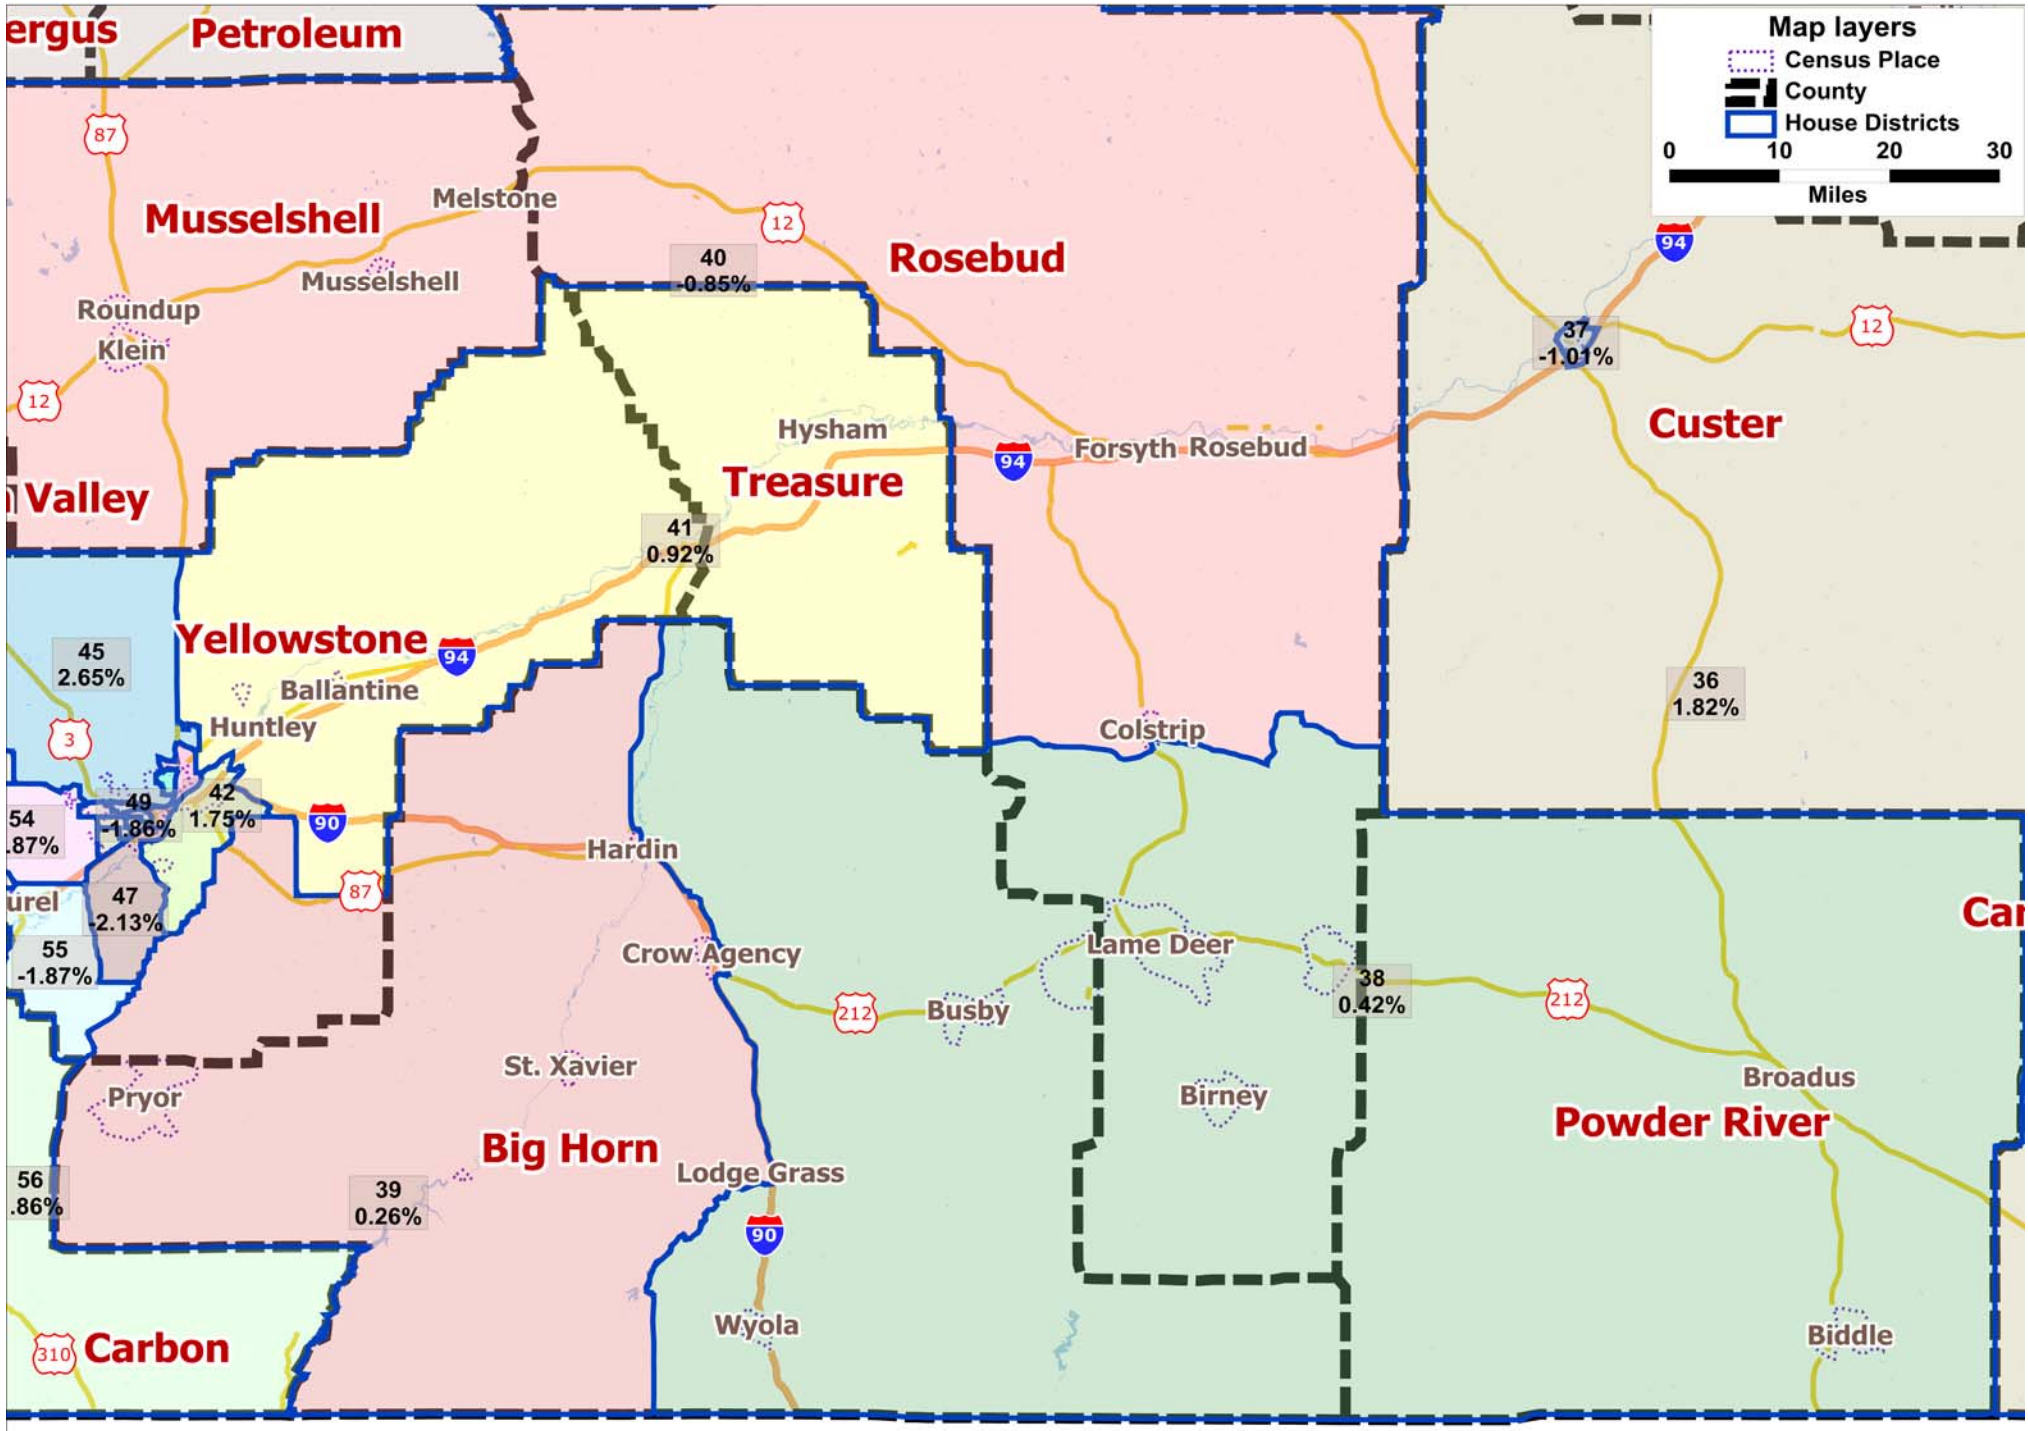 ergus
Petroleum
Map layers
Census Place
County
House Districts
0 10 20 30
Miles
87
Musselshell
Melstone
12
40
-0.85%
Rosebud
94
Musselshell
Roundup
Klein
12
37
-1.01%
12
Custer
Hysham
Forsyth Rosebud
94
Treasure
Valley
41
0.92%
45
2.65%
Yellowstone
94
Ballantine
Huntley
36
1.82%
3
Colstrip
49
-1.86%
42
1.75%
90
54
.87%
Hardin
87
47
-2.13%
urel
55
-1.87%
Car
Crow Agency
Lame Deer
38
0.42%
212
Busby
212
St. Xavier
Pryor
Birney
Broadus
Powder River
Big Horn
Lodge Grass
56
.86%
39
0.26%
90
Wyola
Biddle
310
Carbon